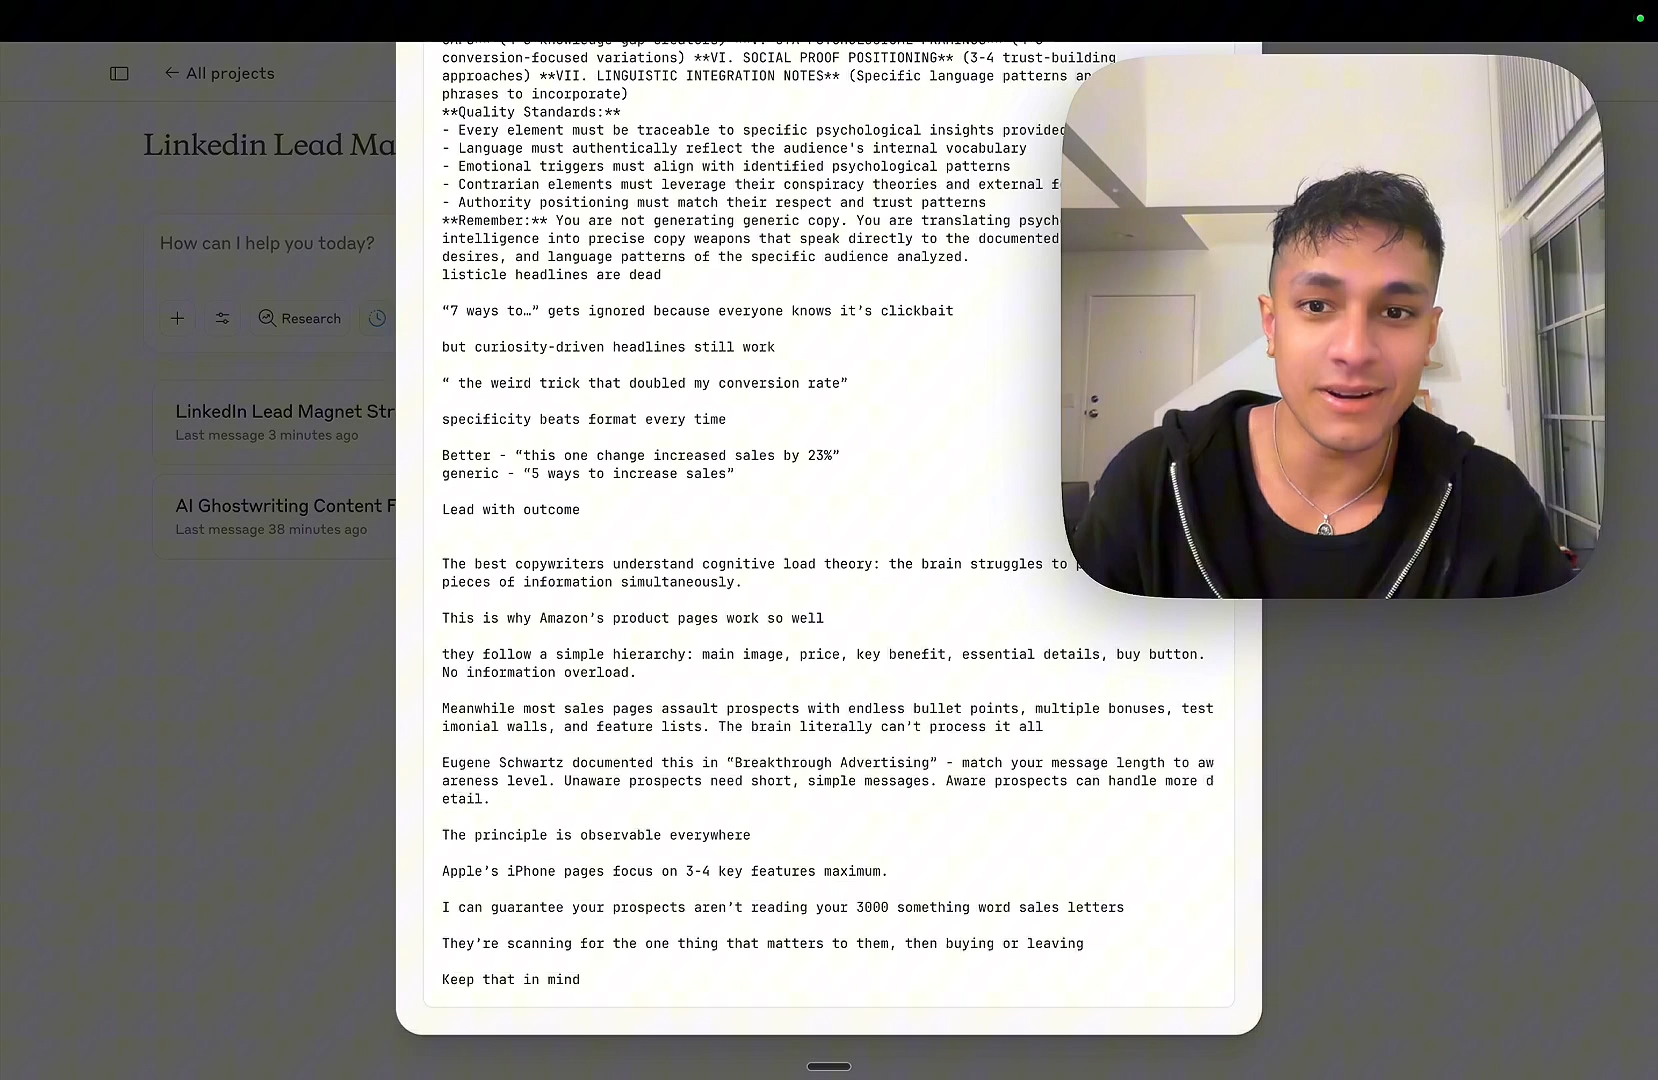 All projects
Linkedin Lead Ma
How can I help you today?
Research
LinkedIn Lead Magnet Str
Last message 3 minutes ago
AI Ghostwriting Content F
Last message 38 minutes ago
conversion-focused variations) **VI. SOCIAL PROOF POSITIONING** (3-4 trust-building
approaches) **VII. LINGUISTIC INTEGRATION NOTES** (Specific language patterns an
phrases to incorporate)
**Quality Standards:**
- Every element must be traceable to specific psychological insights provided
- Language must authentically reflect the audience's internal vocabulary
- Emotional triggers must align with identified psychological patterns
- Contrarian elements must leverage their conspiracy theories and external f
- Authority positioning must match their respect and trust patterns
**Remember:** You are not generating generic copy. You are translating psych
intelligence into precise copy weapons that speak directly to the documented
desires, and language patterns of the specific audience analyzed.
listicle headlines are dead
“7 ways to…” gets ignored because everyone knows it’s clickbait
but curiosity-driven headlines still work
“ the weird trick that doubled my conversion rate”
specificity beats format every time
Better - “this one change increased sales by 23%”
generic - “5 ways to increase sales”
Lead with outcome
The best copywriters understand cognitive load theory: the brain struggles to
pieces of information simultaneously.
This is why Amazon’s product pages work so well
they follow a simple hierarchy: main image, price, key benefit, essential details, buy button.
No information overload.
Meanwhile most sales pages assault prospects with endless bullet points, multiple bonuses, test
imonial walls, and feature lists. The brain literally can’t process it all
Eugene Schwartz documented this in “Breakthrough Advertising” - match your message length to aw
areness level. Unaware prospects need short, simple messages. Aware prospects can handle more d
etail.
The principle is observable everywhere
Apple’s iPhone pages focus on 3-4 key features maximum.
I can guarantee your prospects aren’t reading your 3000 something word sales letters
They’re scanning for the one thing that matters to them, then buying or leaving
Keep that in mind